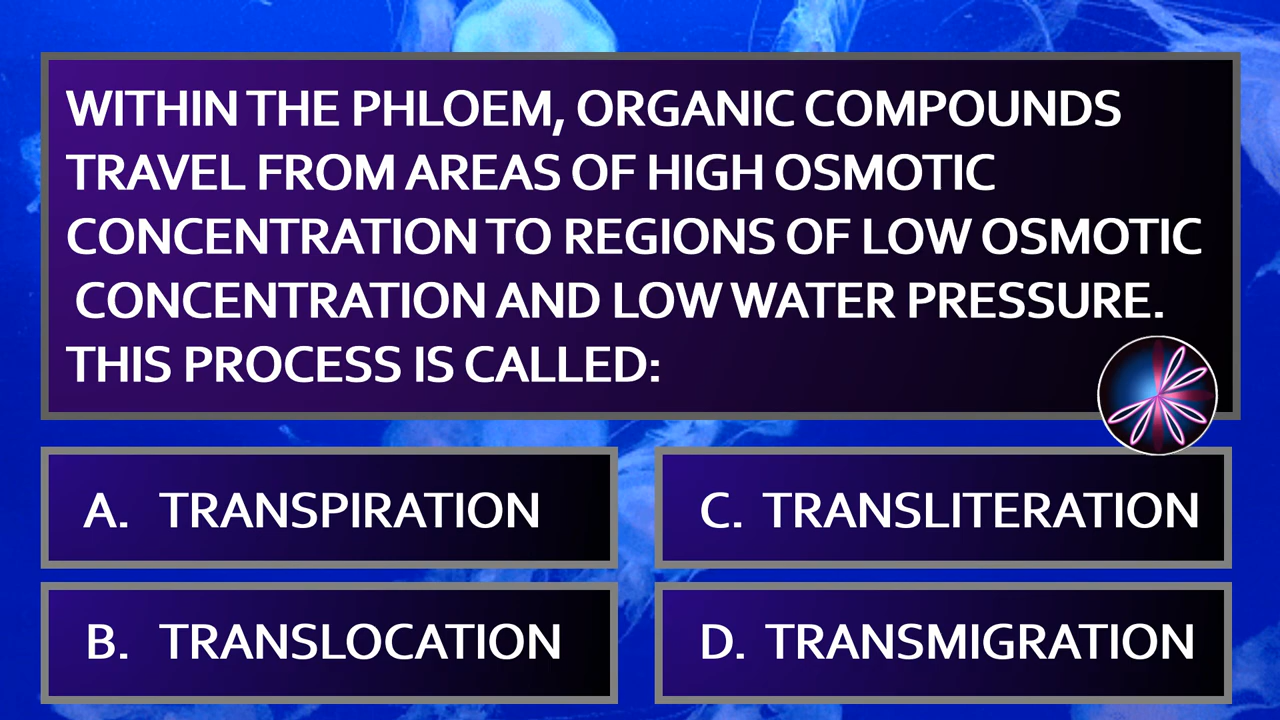 WITHIN THE PHLOEM, ORGANIC COMPOUNDS
TRAVEL FROM AREAS OF HIGH OSMOTIC
CONCENTRATION TO REGIONS OF LOW OSMOTIC
CONCENTRATION AND LOW WATER PRESSURE.
THIS PROCESS IS CALLED:
A. TRANSPIRATION
B. TRANSLOCATION
C. TRANSLITERATION
D. TRANSMIGRATION